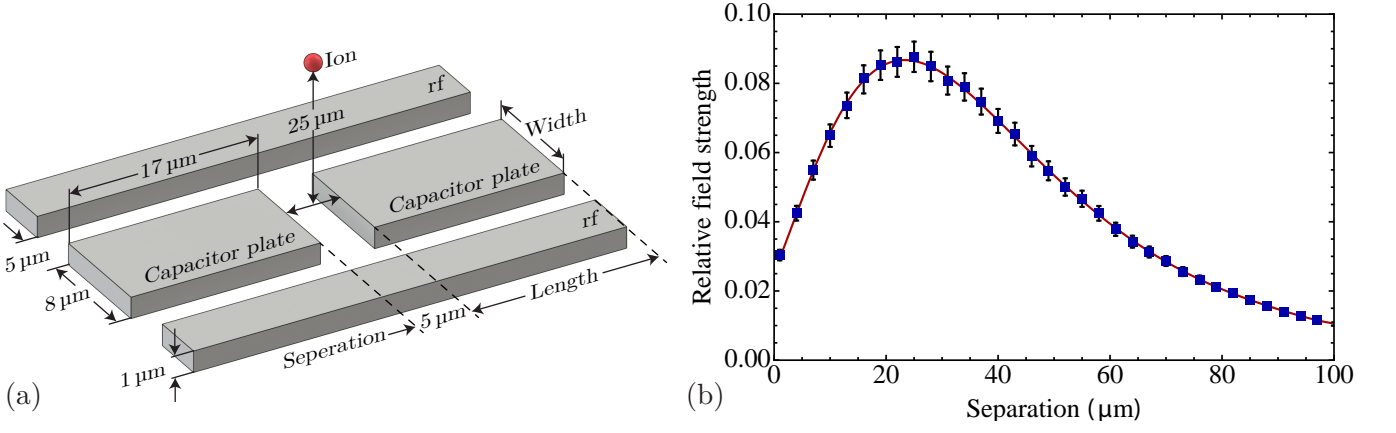 Ion
rf
25 µm
Width
17 µm
Capacitor plate
rf
5 µm
Capacitor plate
8 µm
Length
5 µm
Seperation
1 µm
(a)
0.10
0.08
0.06
0.04
0.02
0.00
Relative field strength
0 20 40 60 80 100
Separation (µm)
(b)